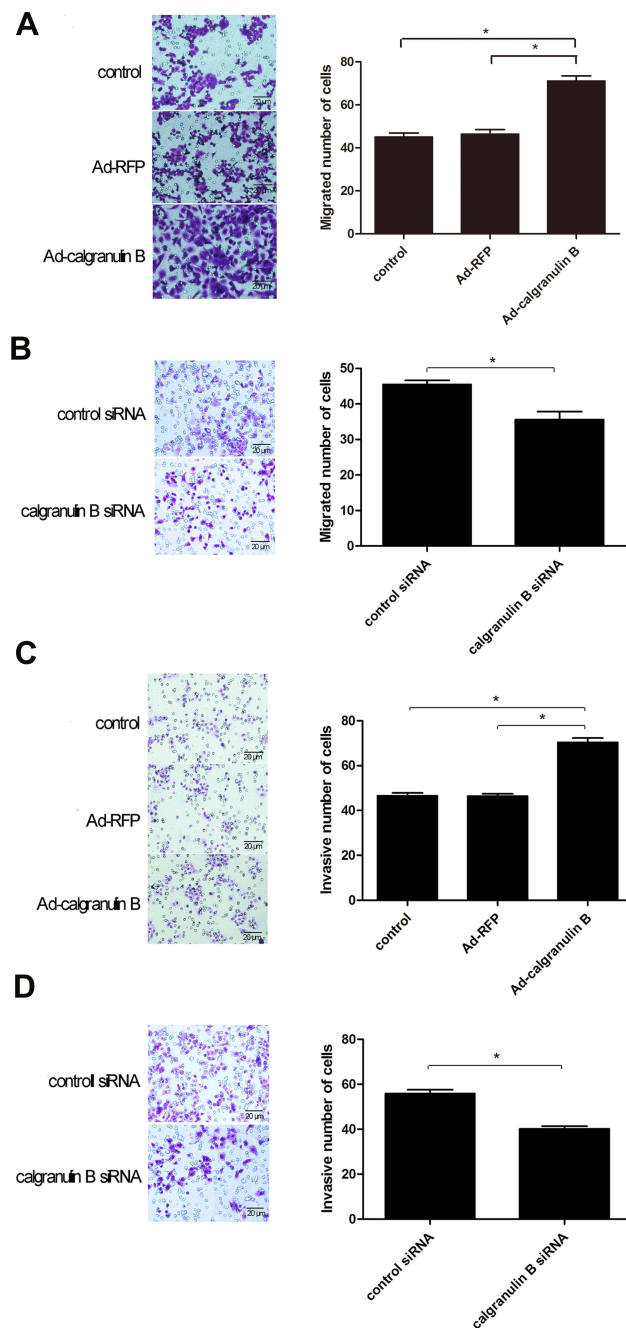 A
control
20 µm
Ad-RFP
20 µm
Ad-calgranulin B
20 µm
Migrated number of cells
80
60
40
20
0
*
*
control
Ad-RFP
Ad-calgranulin B
B
control siRNA
20 µm
calgranulin B siRNA
20 µm
Migrated number of cells
50
40
30
20
10
0
*
control siRNA
calgranulin B siRNA
C
control
20 µm
Ad-RFP
20 µm
Ad-calgranulin B
20 µm
Invasive number of cells
80
60
40
20
0
*
*
control
Ad-RFP
Ad-calgranulin B
D
control siRNA
20 µm
calgranulin B siRNA
20 µm
Invasive number of cells
80
60
40
20
0
*
control siRNA
calgranulin B siRNA